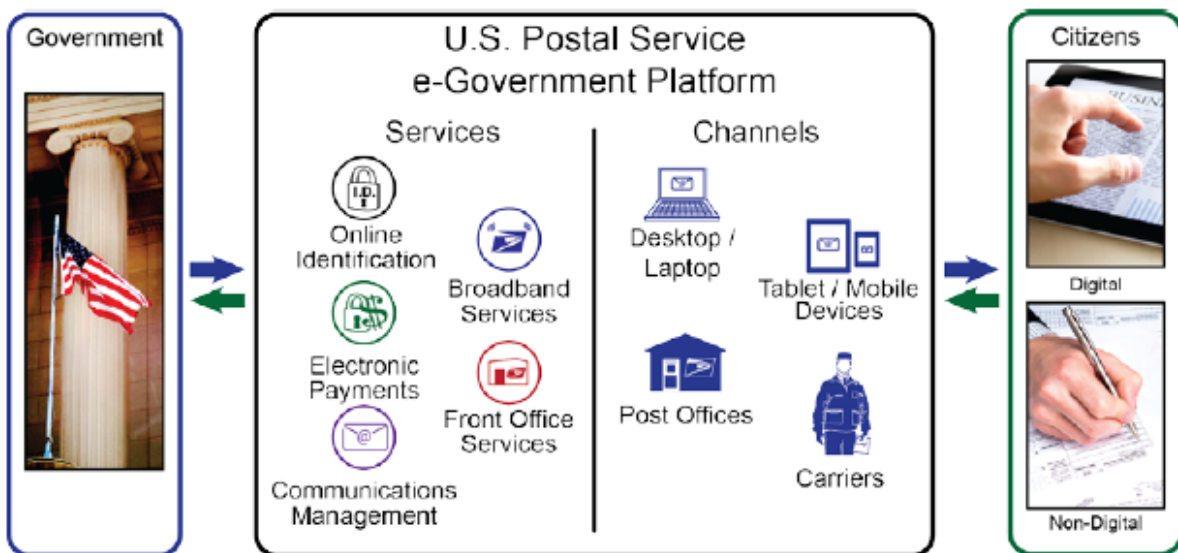 Government
U.S. Postal Service
e-Government Platform
Services
I.D.
Online
Identification
Broadband
Services
Electronic
Payments
Front Office
Services
@
Communications
Management
Channels
Desktop /
Laptop
Tablet / Mobile
Devices
Post Offices
Carriers
Citizens
BUSIN
Digital
Non-Digital